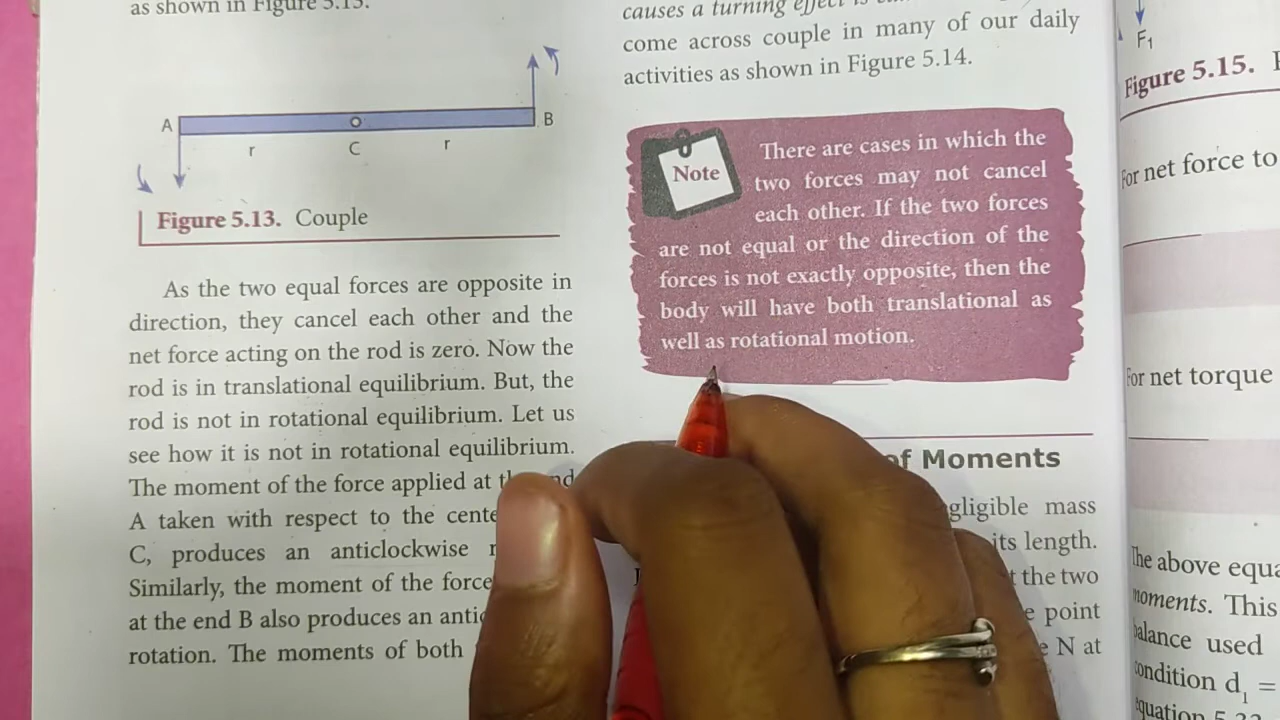 as shown in Figure 5.13.
A
B
r
C
r
Figure 5.13. Couple
As the two equal forces are opposite in
direction, they cancel each other and the
net force acting on the rod is zero. Now the
rod is in translational equilibrium. But, the
rod is not in rotational equilibrium. Let us
see how it is not in rotational equilibrium.
The moment of the force applied at
A taken with respect to the
C, produces an anticlockwise
Similarly, the moment of the force
at the end B also produces an
rotation. The moments of both
causes a turning effect is
come across couple in many of our daily
activities as shown in Figure 5.14.
Note
There are cases in which the
two forces may not cancel
each other. If the two forces
are not equal or the direction of the
forces is not exactly opposite, then the
body will have both translational as
well as rotational motion.
of Moments
mass
its length.
the two
point
N at
F1
Figure 5.15.
For net force to
For net torque
The above
moments. This
balance used
condition d1 =